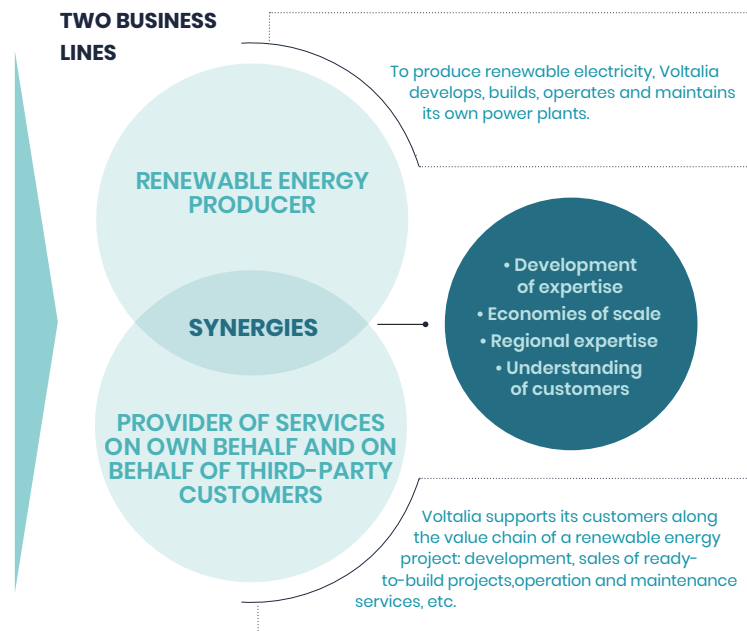 TWO BUSINESS
LINES
To produce renewable electricity, Voltalia
develops, builds, operates and maintains
its own power plants.
RENEWABLE ENERGY
PRODUCER
SYNERGIES
• Development
of expertise
• Economies of scale
• Regional expertise
• Understanding
of customers
PROVIDER OF SERVICES
ON OWN BEHALF AND ON
BEHALF OF THIRD-PARTY
CUSTOMERS
Voltalia supports its customers along
the value chain of a renewable energy
project: development, sales of ready-
to-build projects,operation and maintenance
services, etc.